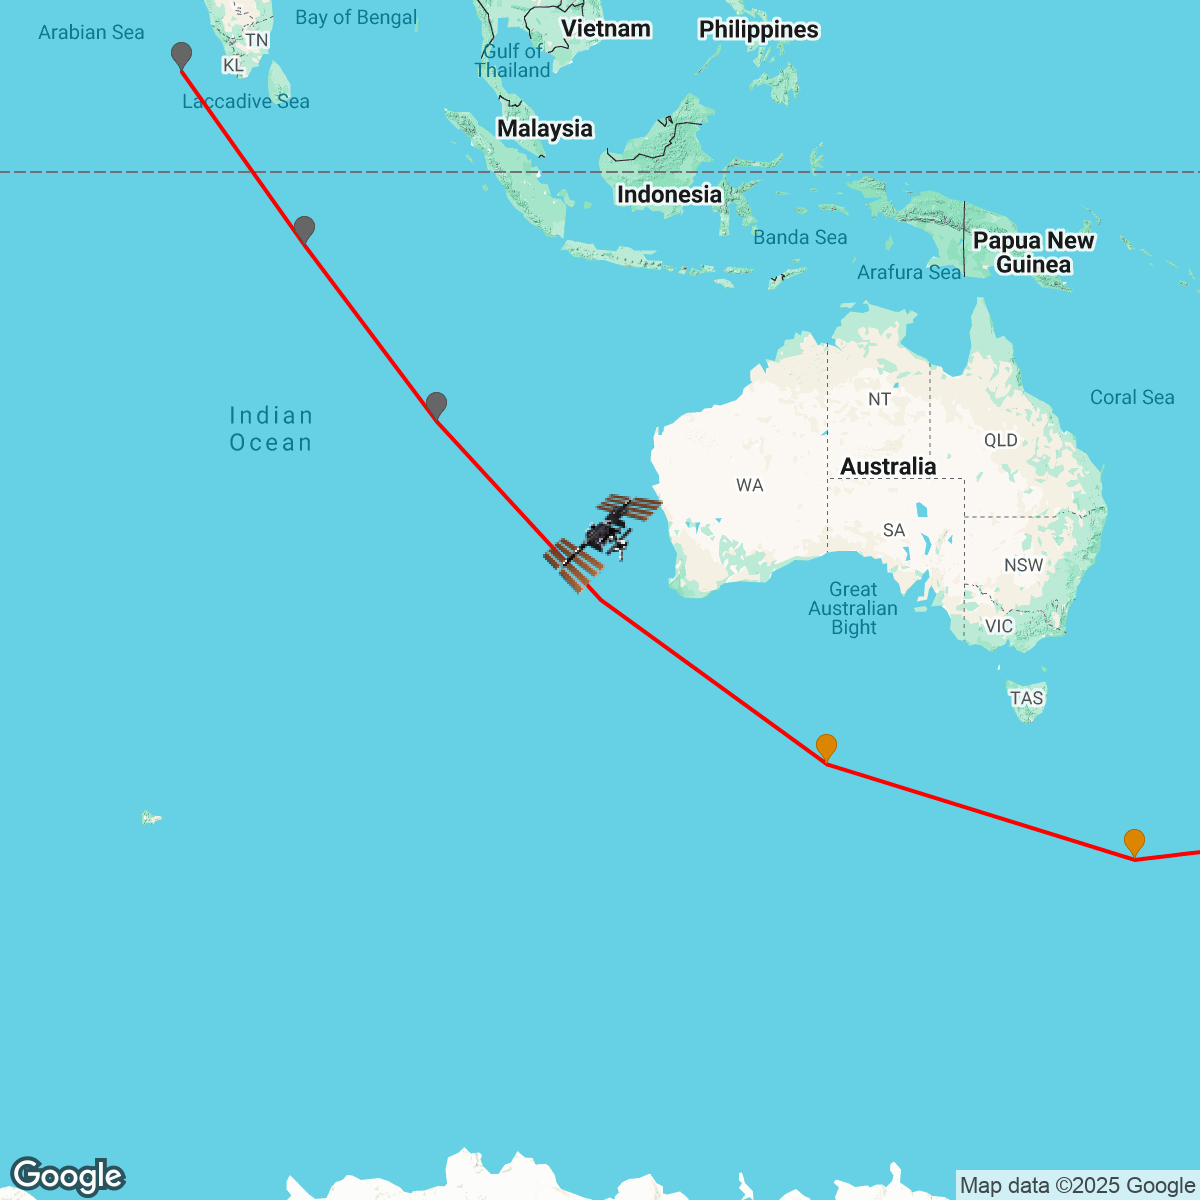 Arabian Sea
Bay of Bengal
TN
KL
Laccadive Sea
Vietnam
Philippines
Gulf of
Thailand
Malaysia
Indonesia
Banda Sea
Papua New
Guinea
Arafura Sea
Indian
Ocean
Coral Sea
NT
QLD
Australia
WA
SA
NSW
Great
Australian
Bight
VIC
TAS
Google
Map data ©2025 Google